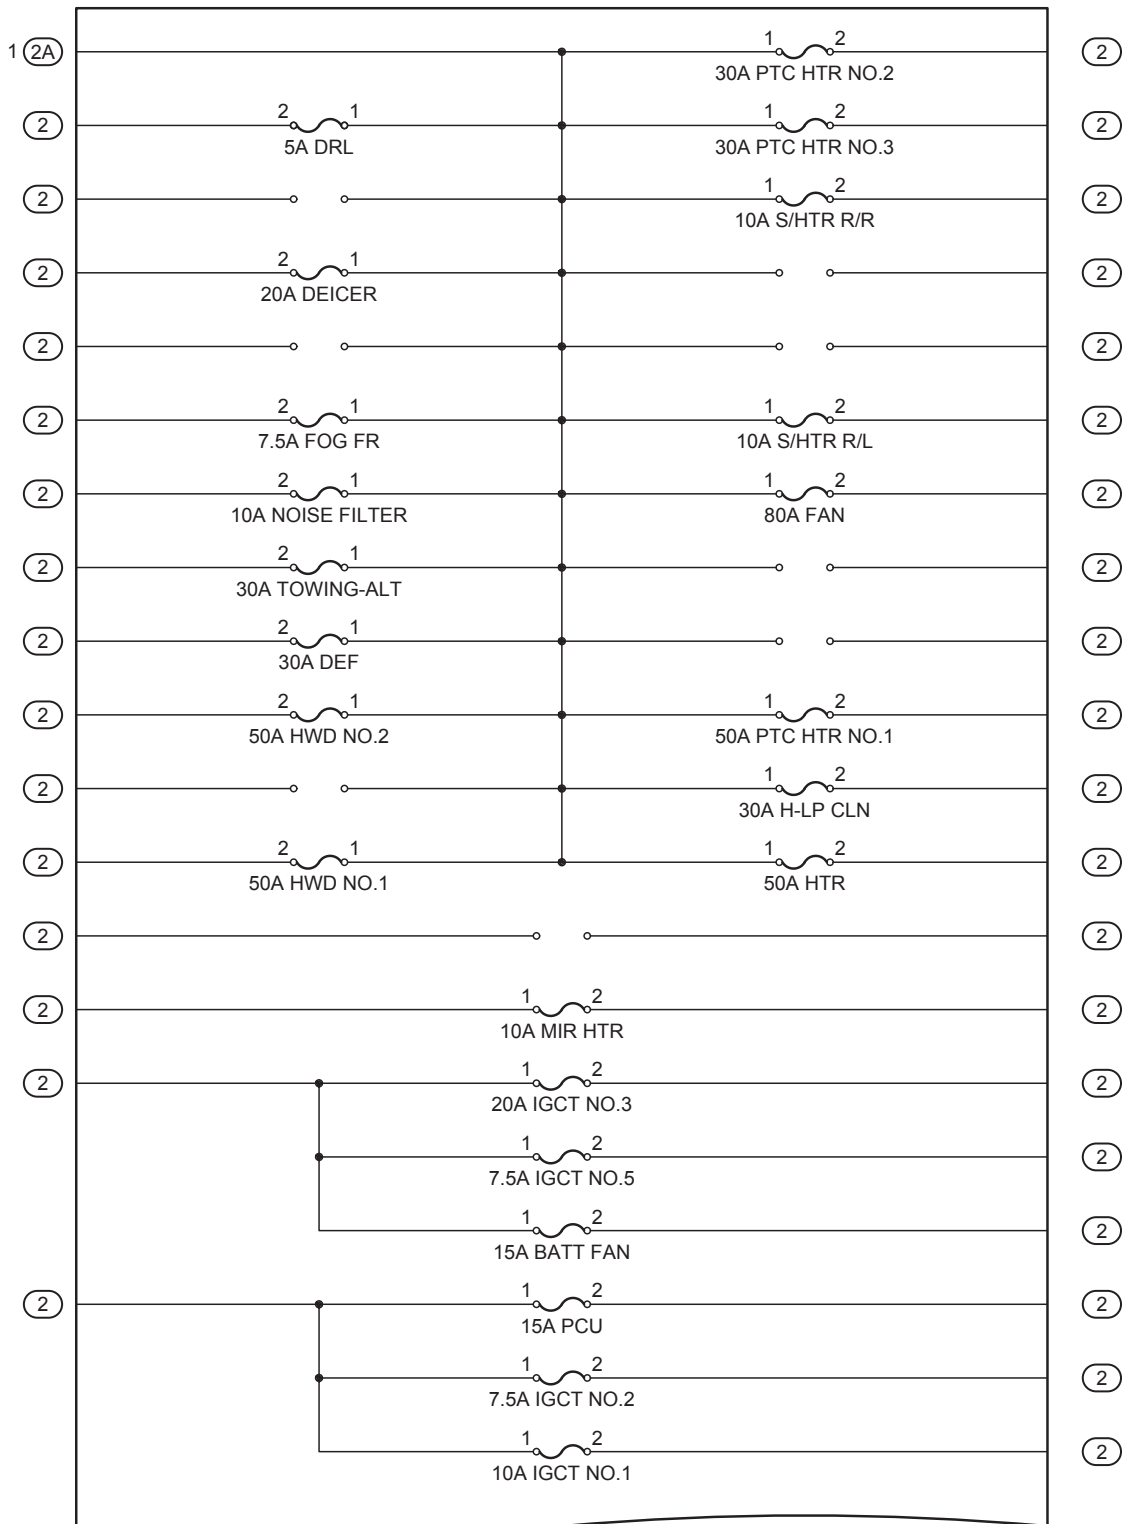 1 2A 1 2 2
30A PTC HTR NO.2
2 2 1 1 2 2
5A DRL 30A PTC HTR NO.3
2 1 2 2
10A S/HTR R/R
2 2 1 2
20A DEICER
2 2
2 2 1 1 2 2
7.5A FOG FR 10A S/HTR R/L
2 2 1 1 2 2
10A NOISE FILTER 80A FAN
2 2 1 2
30A TOWING-ALT
2 2 1 2
30A DEF
2 2 1 1 2 2
50A HWD NO.2 50A PTC HTR NO.1
2 1 2 2
30A H-LP CLN
2 2 1 1 2 2
50A HWD NO.1 50A HTR
2 2
2 1 2 2
10A MIR HTR
2 1 2 2
20A IGCT NO.3
1 2 2
7.5A IGCT NO.5
1 2 2
15A BATT FAN
2 1 2 2
15A PCU
1 2 2
7.5A IGCT NO.2
1 2 2
10A IGCT NO.1